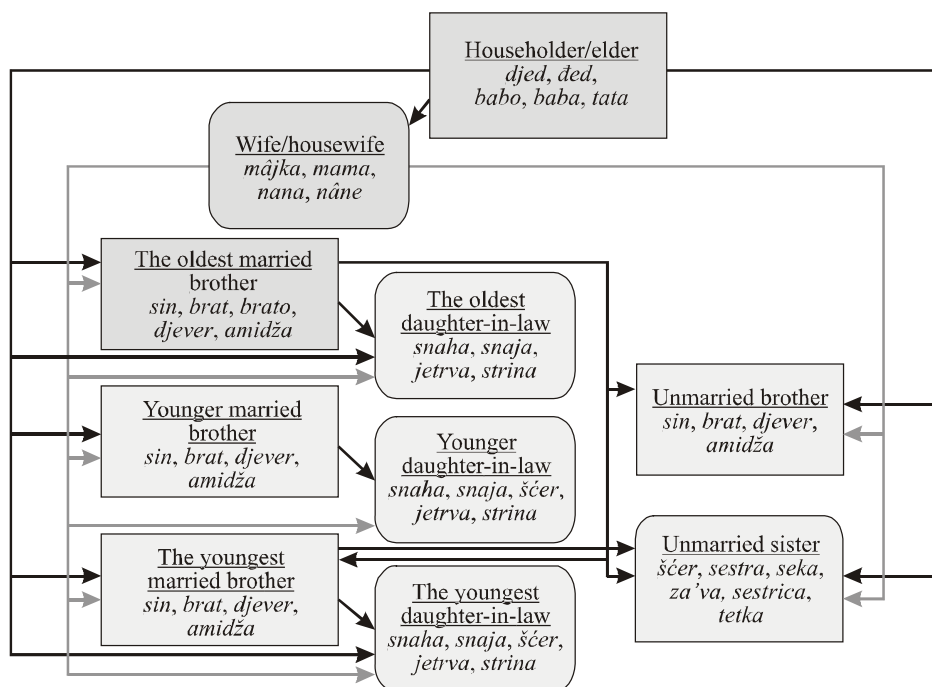 Householder/elder
djed, đed,
babo, baba, tata
Wife/housewife
mâjka, mama,
nana, nâne
The oldest married
brother
sin, brat, brato,
djever, amidža
The oldest
daughter-in-law
snaha, snaja,
jetrva, strina
Younger married
brother
sin, brat, djever,
amidža
Younger
daughter-in-law
snaha, snaja, šćer,
jetrva, strina
Unmarried brother
sin, brat, djever,
amidža
The youngest
married brother
sin, brat, djever,
amidža
The youngest
daughter-in-law
snaha, snaja, šćer,
jetrva, strina
Unmarried sister
šćer, sestra, seka,
za’va, sestrica,
tetka